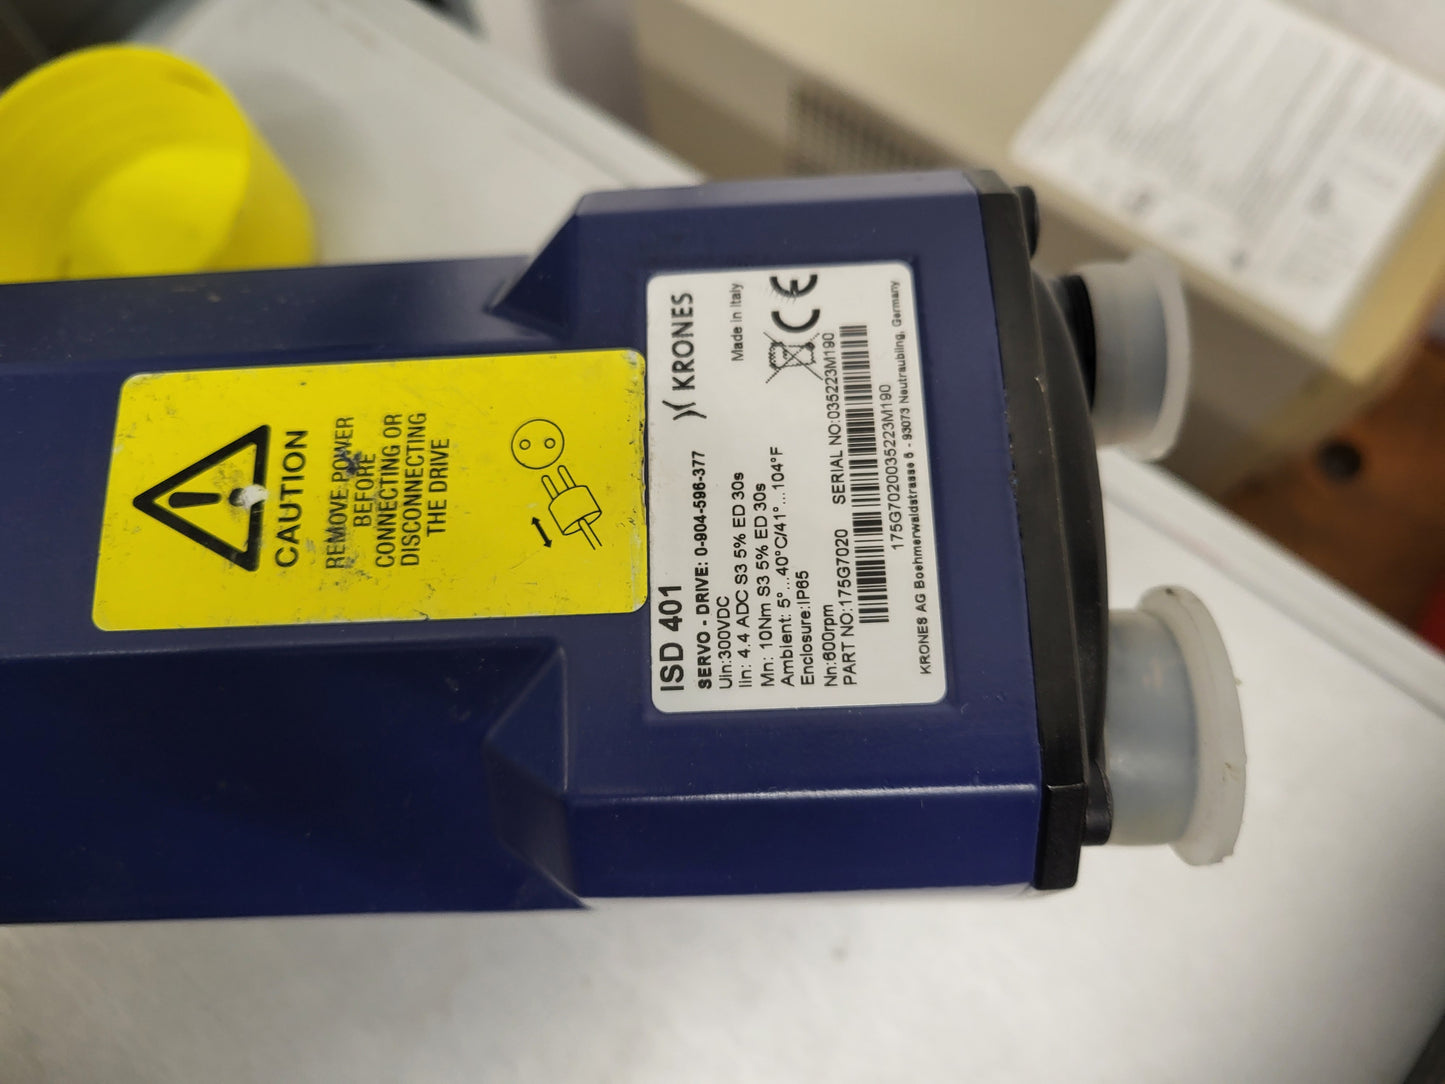 CAUTION
REMOVE POWER
BEFORE
CONNECTING OR
DISCONNECTING
THE DRIVE
ISD 401
KRONES
SERVO - DRIVE: 0-904-596-377
Uin:300VDC
Made in Italy
Iin: 4.4 ADC S3 5% ED 30s
Mn: 10Nm S3 5% ED 30s
Ambient: 5°...40°C/41°...104°F
Enclosure:IP65
CE
Nn:600rpm
PART NO:175G7020 SERIAL NO:035223M190
175G7020035223M190
KRONES AG Boehmerwaldstrasse 5 - 93073 Neutraubling, Germany